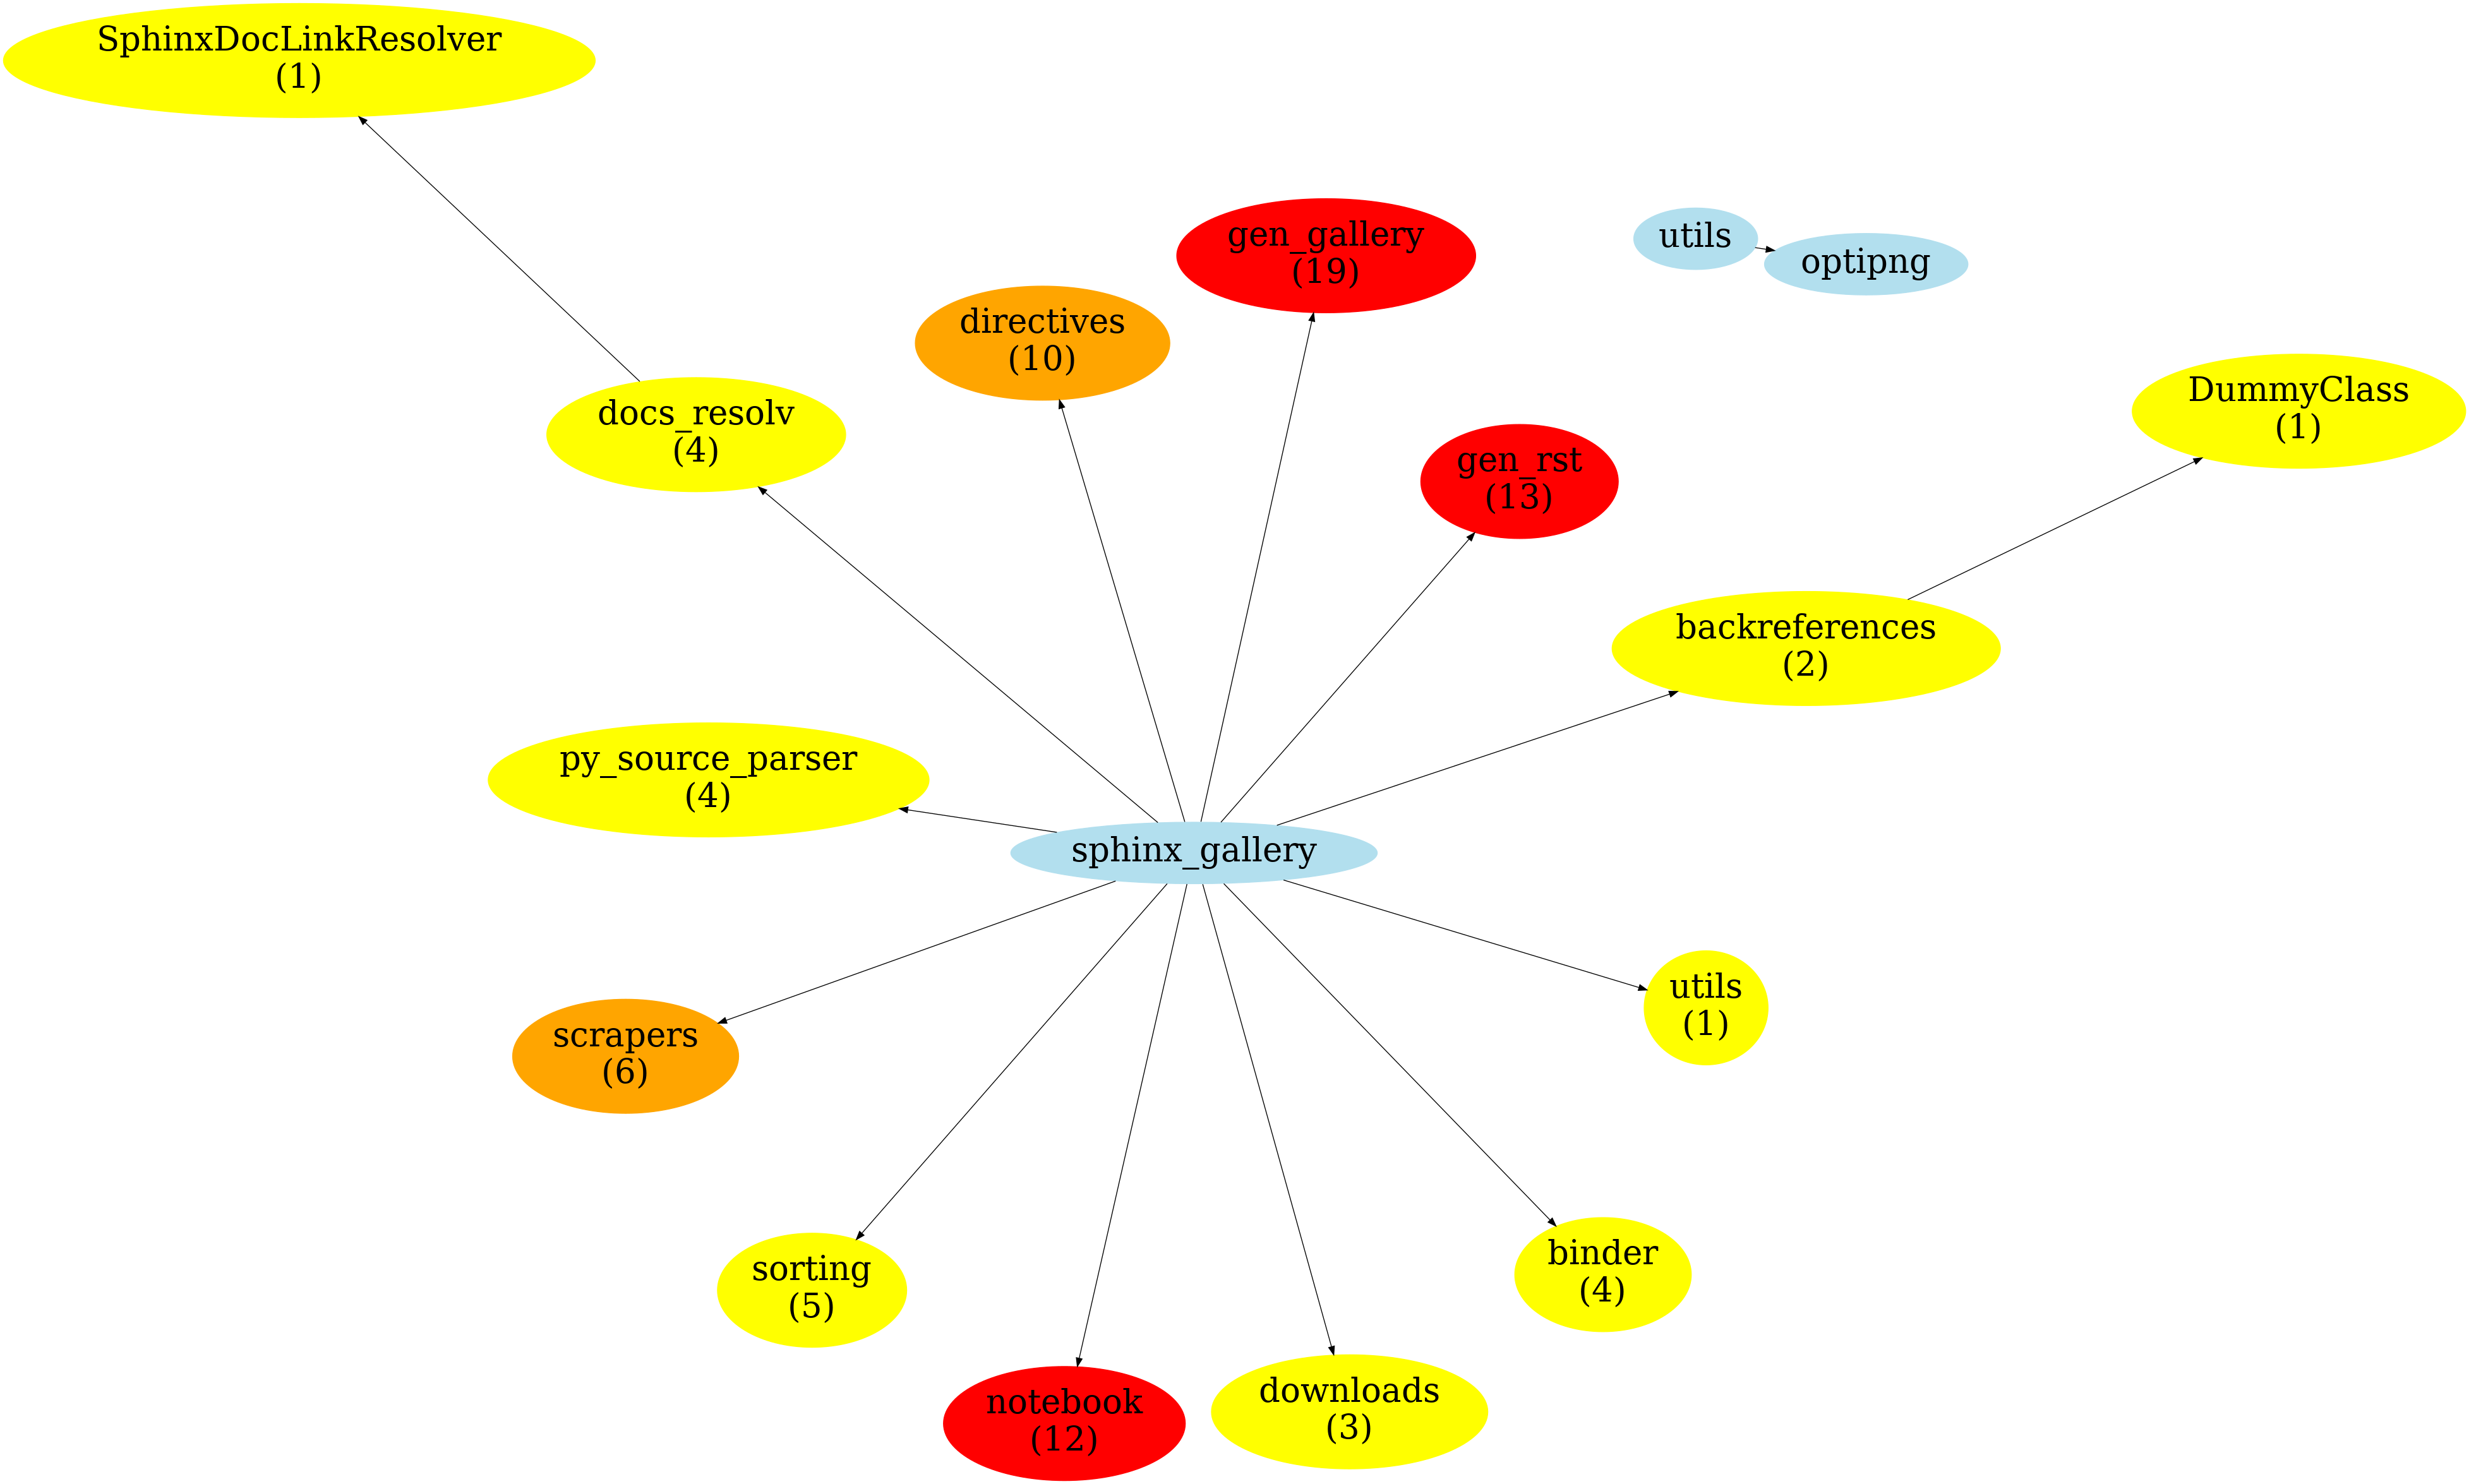 SphinxDocLinkResolver
(1)
gen_gallery
(19)
utils
optipng
directives
(10)
docs_resolv
(4)
DummyClass
(1)
gen_rst
(13)
backreferences
(2)
py_source_parser
(4)
sphinx_gallery
utils
(1)
scrapers
(6)
binder
(4)
sorting
(5)
downloads
(3)
notebook
(12)